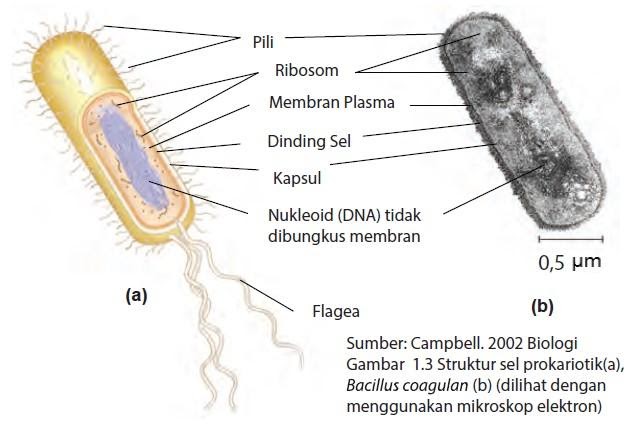 Pili
Ribosom
Membran Plasma
Dinding Sel
Kapsul
Nukleoid (DNA) tidak
dibungkus membran
0,5 µm
(a)
(b)
Flagea
Sumber: Campbell. 2002 Biologi
Gambar 1.3 Struktur sel prokariotik(a),
Bacillus coagulan (b) (dilihat dengan
menggunakan mikroskop elektron)